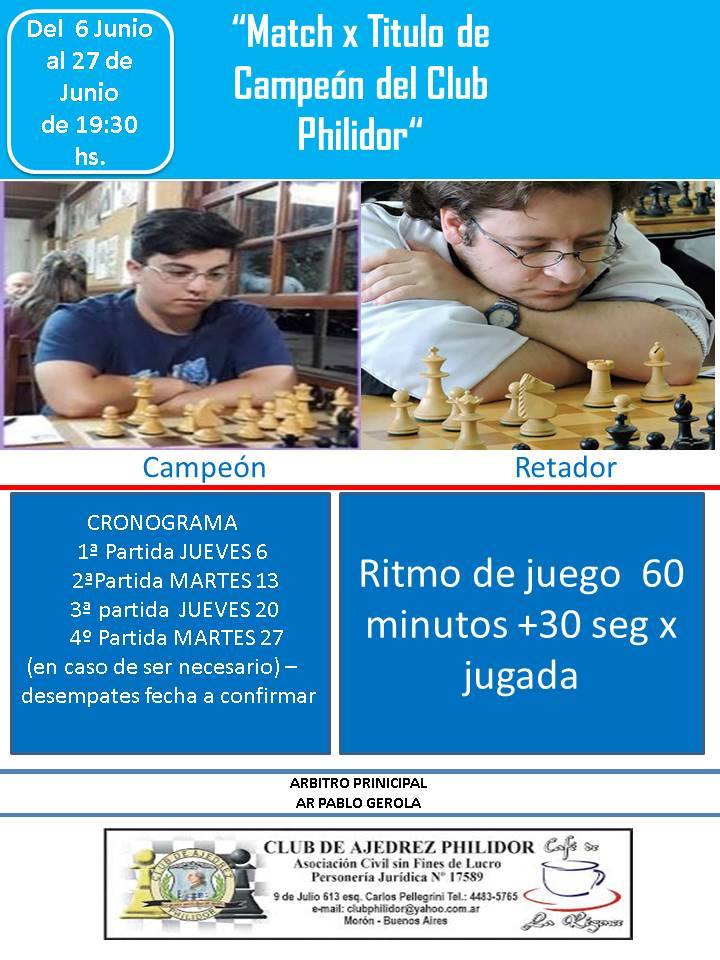 Del  6 Junio
al 27 de
Junio
de 19:30
hs.
“Match x Titulo de
Campeón del Club
Philidor“
Campeón
Retador
CRONOGRAMA
1ª Partida JUEVES 6
2ªPartida MARTES 13
3ª partida  JUEVES 20
4º Partida MARTES 27
(en caso de ser necesario) –
desempates fecha a confirmar
Ritmo de juego  60
minutos +30 seg x
jugada
ARBITRO PRINICIPAL
AR PABLO GEROLA
CLUB DE AJEDREZ
PHILIDOR
CLUB DE AJEDREZ PHILIDOR
Asociación Civil sin Fines de Lucro
Personería Jurídica Nº 17589
9 de Julio 613 esq. Carlos Pellegrini Tel.: 4483-5765
e-mail: clubphilidor@yahoo.com.ar
Morón - Buenos Aires